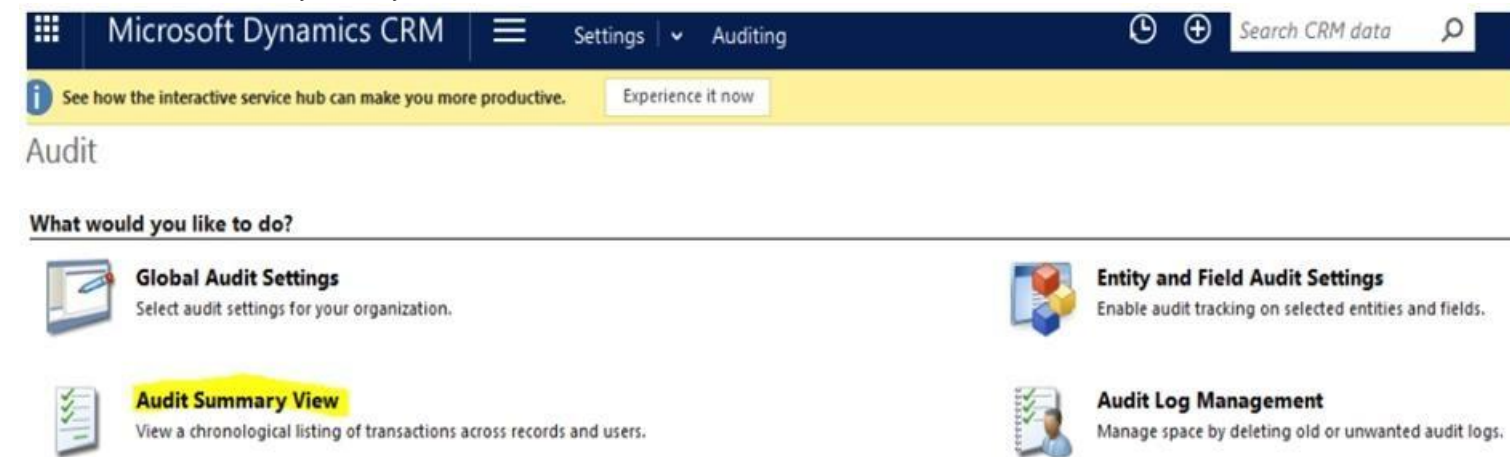 Microsoft Dynamics CRM Settings Auditing Search CRM data
i See how the interactive service hub can make you more productive. Experience it now
Audit
What would you like to do?
Global Audit Settings
Select audit settings for your organization.
Entity and Field Audit Settings
Enable audit tracking on selected entities and fields.
Audit Summary View
View a chronological listing of transactions across records and users.
Audit Log Management
Manage space by deleting old or unwanted audit logs.